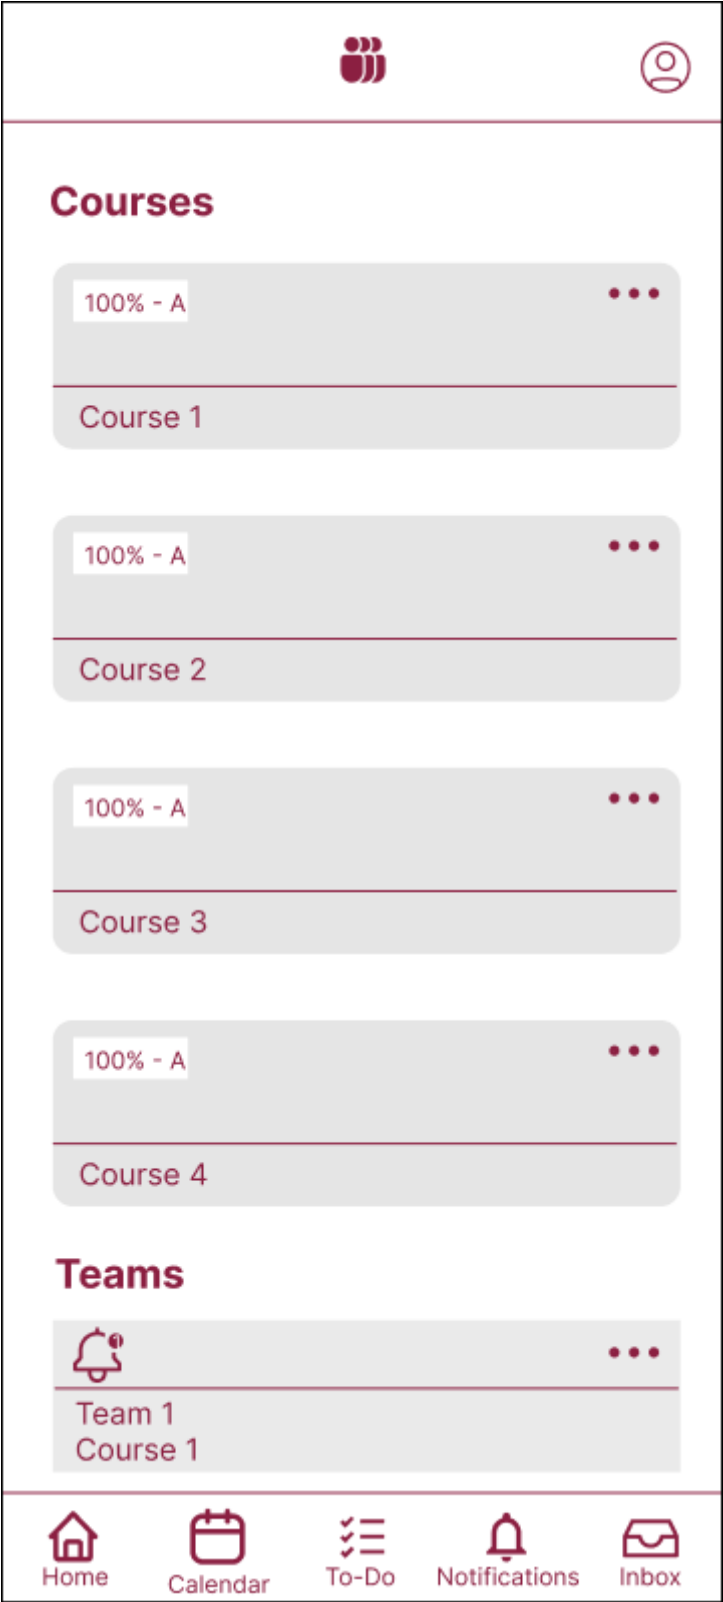 Courses
100% - A
Course 1
100% - A
Course 2
100% - A
Course 3
100% - A
Course 4
Teams
1
Team 1
Course 1
Home
Calendar
To-Do
Notifications
Inbox